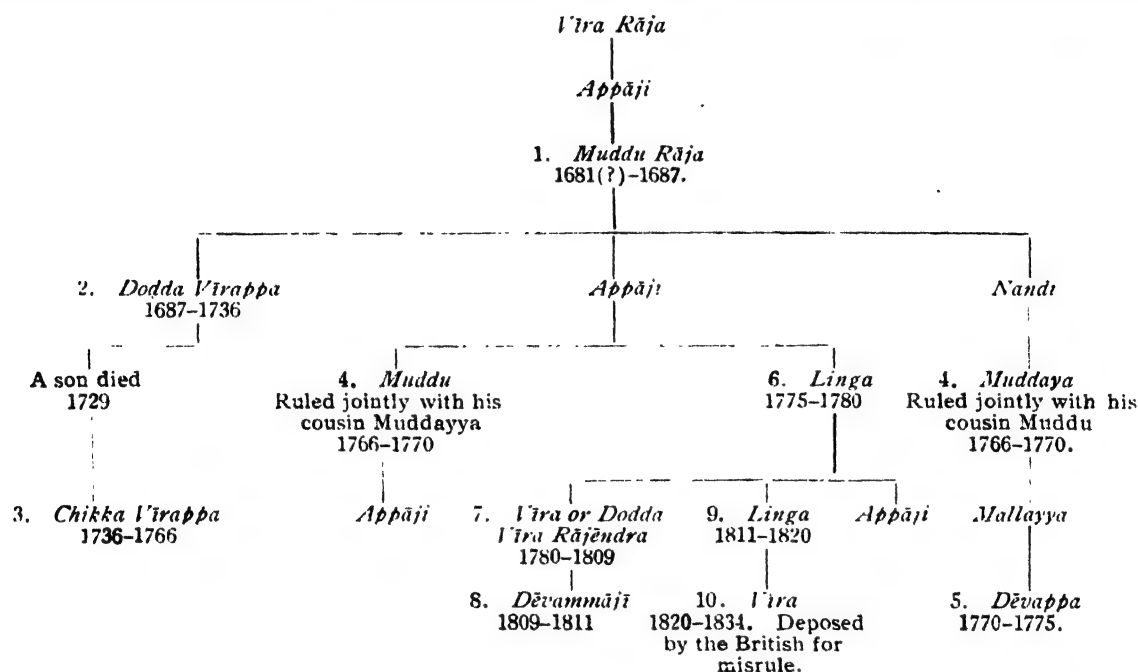 Vīra Rāja
Appāji
1. Muddu Rāja
1681(?)–1687.
2. Dodda Vīrappa
1687–1736
Appāji
Nandi
A son died
1729
4. Muddu
Ruled jointly with his
cousin Muddayya
1766–1770
6. Linga
1775–1780
4. Muddaya
Ruled jointly with his
cousin Muddu
1766–1770.
3. Chikka Vīrappa
1736–1766
Appāji
7. Vīra or Dodda
Vīra Rājēndra
1780–1809
9. Linga
1811–1820
Appāji
Mallayya
8. Dēvammājī
1809–1811
10. Vīra
1820–1834. Deposed
by the British for
misrule.
5. Dēvappa
1770–1775.